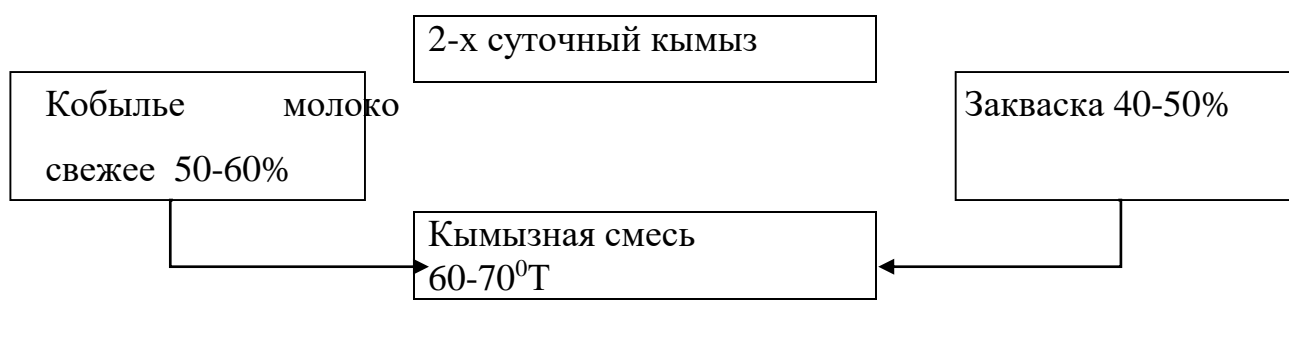 2-х суточный кымыз
Кобылье молоко
свежее 50-60%
Закваска 40-50%
Кымызная смесь
60-70⁰Т